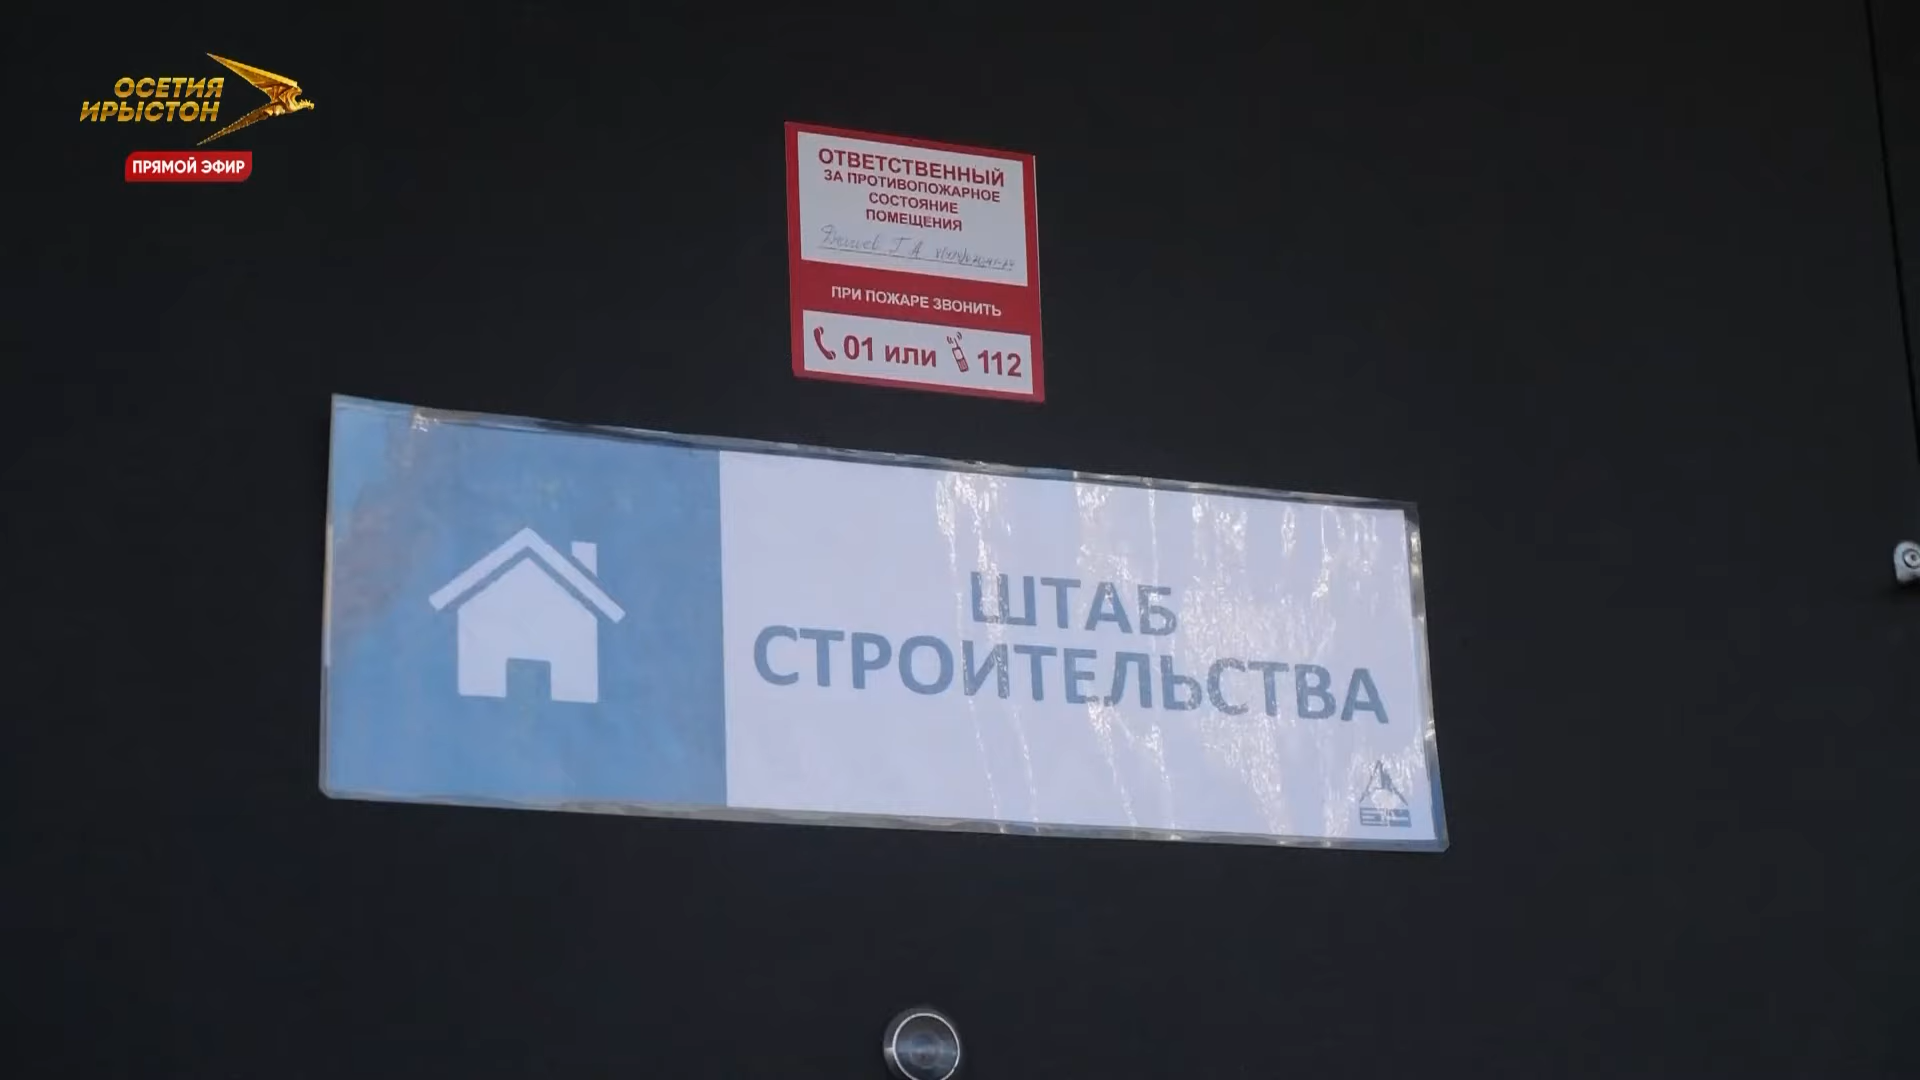 ОСЕТИЯ
ИРЫСТОН
ПРЯМОЙ ЭФИР
ОТВЕТСТВЕННЫЙ
ЗА ПРОТИВОПОЖАРНОЕ
СОСТОЯНИЕ
ПОМЕЩЕНИЯ
ПРИ ПОЖАРЕ ЗВОНИТЬ
01 или 112
ШТАБ
СТРОИТЕЛЬСТВА